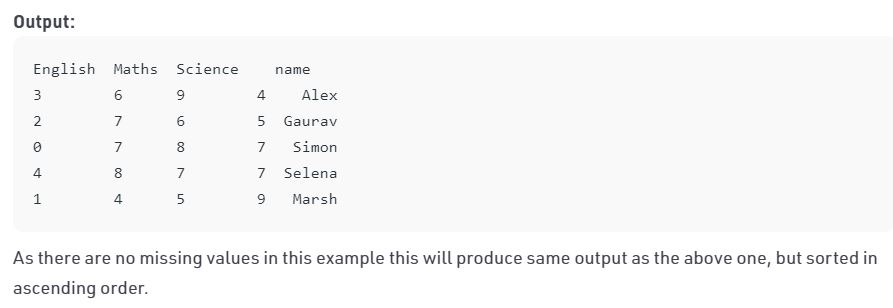 Output:
English  Maths  Science    name
3        6      9     4    Alex
2        7      6     5  Gaurav
0        7      8     7   Simon
4        8      7     7  Selena
1        4      5     9   Marsh
As there are no missing values in this example this will produce same output as the above one, but sorted in
ascending order.